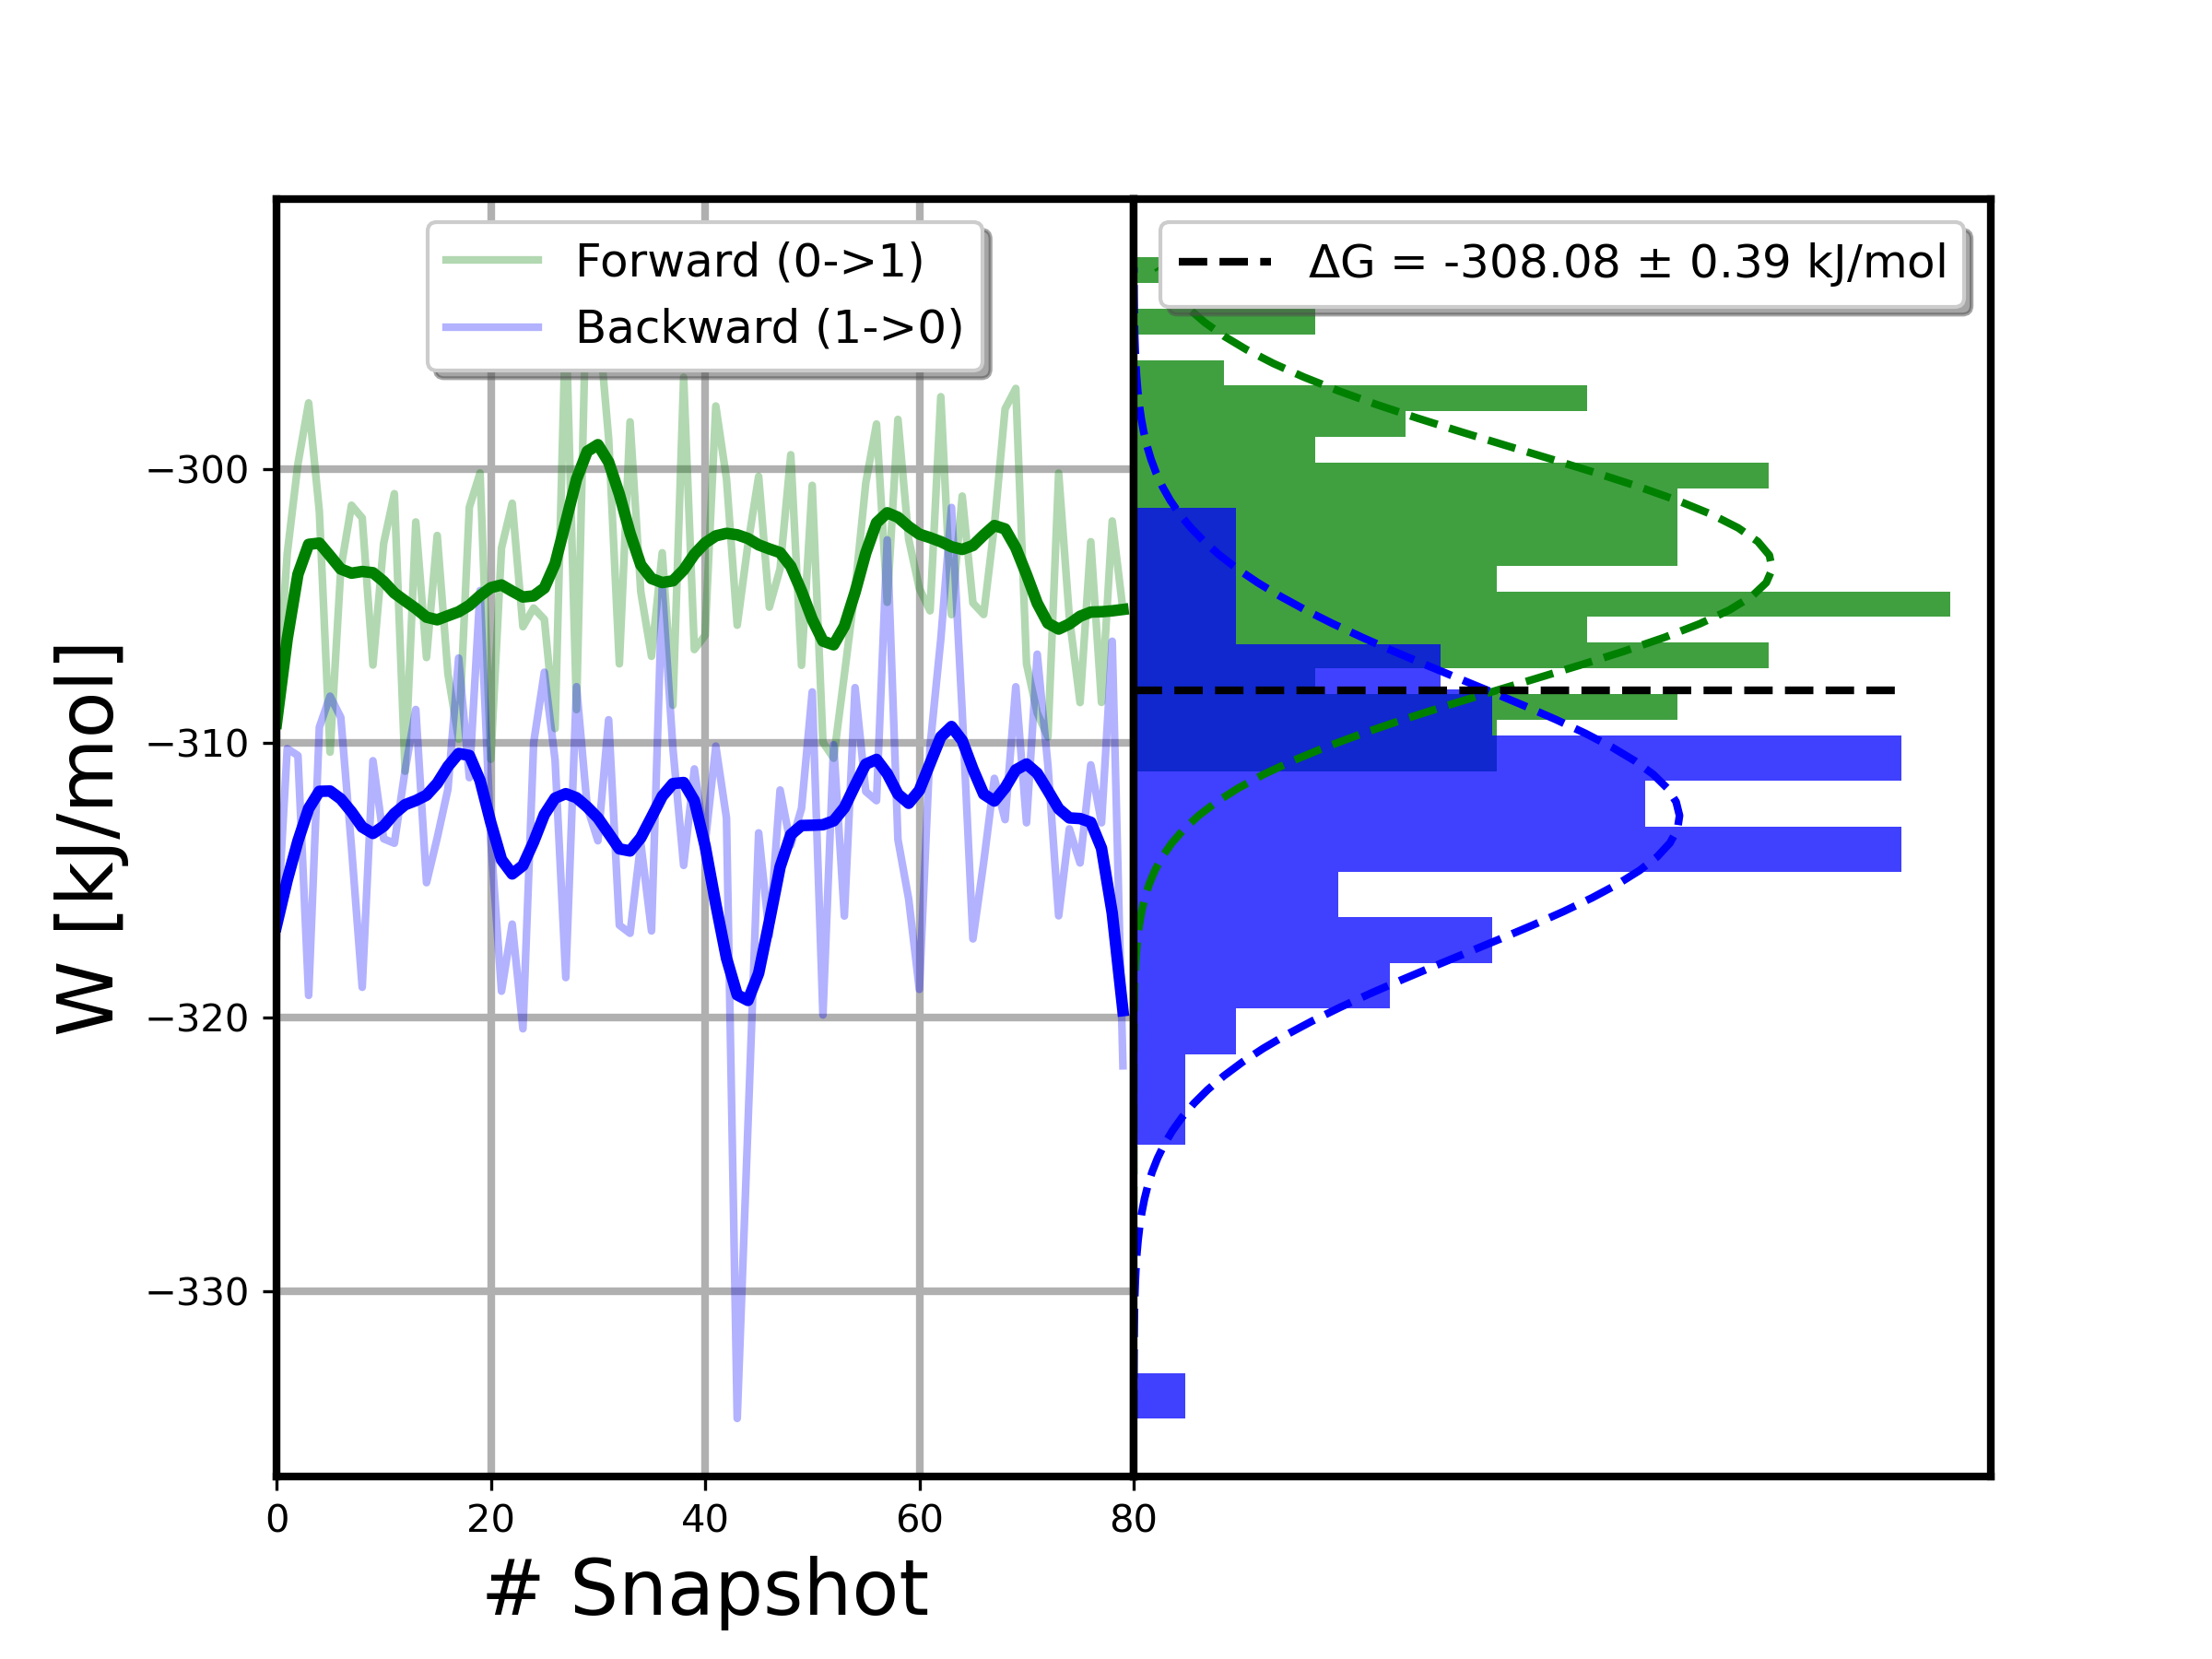 Forward (0->1)
Backward (1->0)
ΔG = -308.08 ± 0.39 kJ/mol
W [kJ/mol]
−300
−310
−320
−330
0 20 40 60 80
# Snapshot